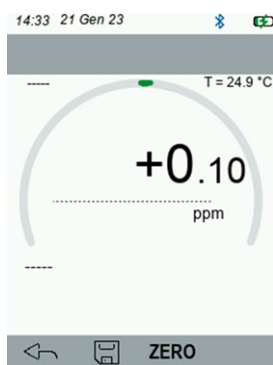 14:33 21 Gen 23
----- T = 24.9 °C
+0.10
ppm
-----
ZERO